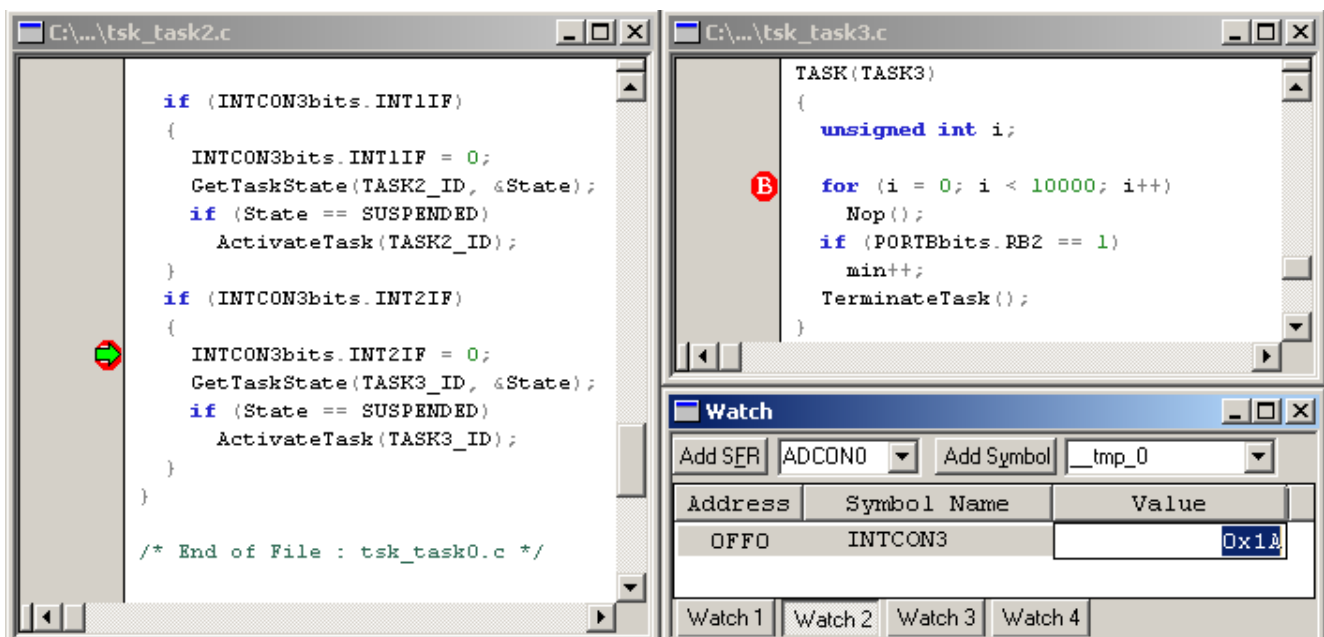 C:\...\tsk_task2.c
if (INTCON3bits.INT1IF)
{
INTCON3bits.INT1IF = 0;
GetTaskState(TASK2_ID, &State);
if (State == SUSPENDED)
ActivateTask(TASK2_ID);
}
if (INTCON3bits.INT2IF)
{
INTCON3bits.INT2IF = 0;
GetTaskState(TASK3_ID, &State);
if (State == SUSPENDED)
ActivateTask(TASK3_ID);
}
}
/* End of File : tsk_task0.c */
C:\...\tsk_task3.c
TASK(TASK3)
{
unsigned int i;
B for (i = 0; i < 10000; i++)
Nop();
if (PORTBbits.RB2 == 1)
min++;
TerminateTask();
}
Watch
Add SFR ADCON0 Add Symbol __tmp_0
Address Symbol Name Value
0FF0 INTCON3 0x1A
Watch 1 Watch 2 Watch 3 Watch 4